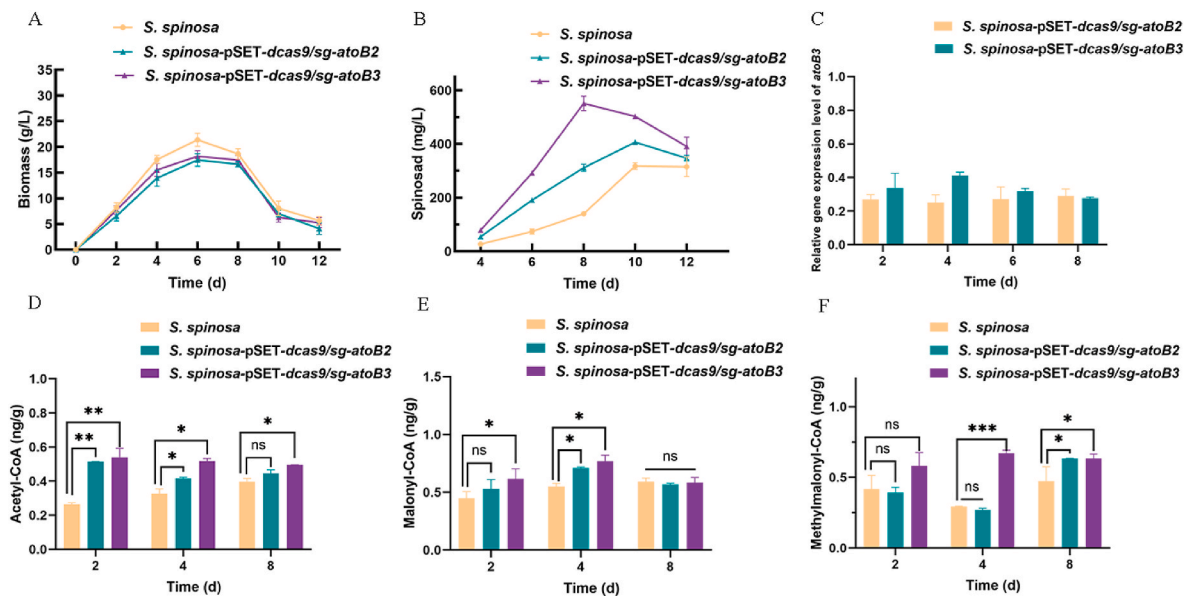 A
S. spinosa
S. spinosa-pSET-dcas9/sg-atoB2
S. spinosa-pSET-dcas9/sg-atoB3
Biomass (g/L)
35
30
25
20
15
10
5
0
0 2 4 6 8 10 12
Time (d)
B
S. spinosa
S. spinosa-pSET-dcas9/sg-atoB2
S. spinosa-pSET-dcas9/sg-atoB3
Spinosad (mg/L)
600
400
200
0
4 6 8 10 12
Time (d)
C
S. spinosa-pSET-dcas9/sg-atoB2
S. spinosa-pSET-dcas9/sg-atoB3
Relative gene expression level of atoB3
1.0
0.8
0.6
0.4
0.2
0.0
2 4 6 8
Time (d)
D
S. spinosa
S. spinosa-pSET-dcas9/sg-atoB2
S. spinosa-pSET-dcas9/sg-atoB3
Acetyl-CoA (ng/g)
1.0
0.8
0.6
0.4
0.2
0.0
**
**
*
*
*
ns
2 4 8
Time (d)
E
S. spinosa
S. spinosa-pSET-dcas9/sg-atoB2
S. spinosa-pSET-dcas9/sg-atoB3
Malonyl-CoA (ng/g)
1.5
1.0
0.5
0.0
*
ns
*
*
ns
2 4 8
Time (d)
F
S. spinosa
S. spinosa-pSET-dcas9/sg-atoB2
S. spinosa-pSET-dcas9/sg-atoB3
Methylmalonyl-CoA (ng/g)
1.0
0.5
0.0
ns
ns
***
ns
*
*
2 4 8
Time (d)